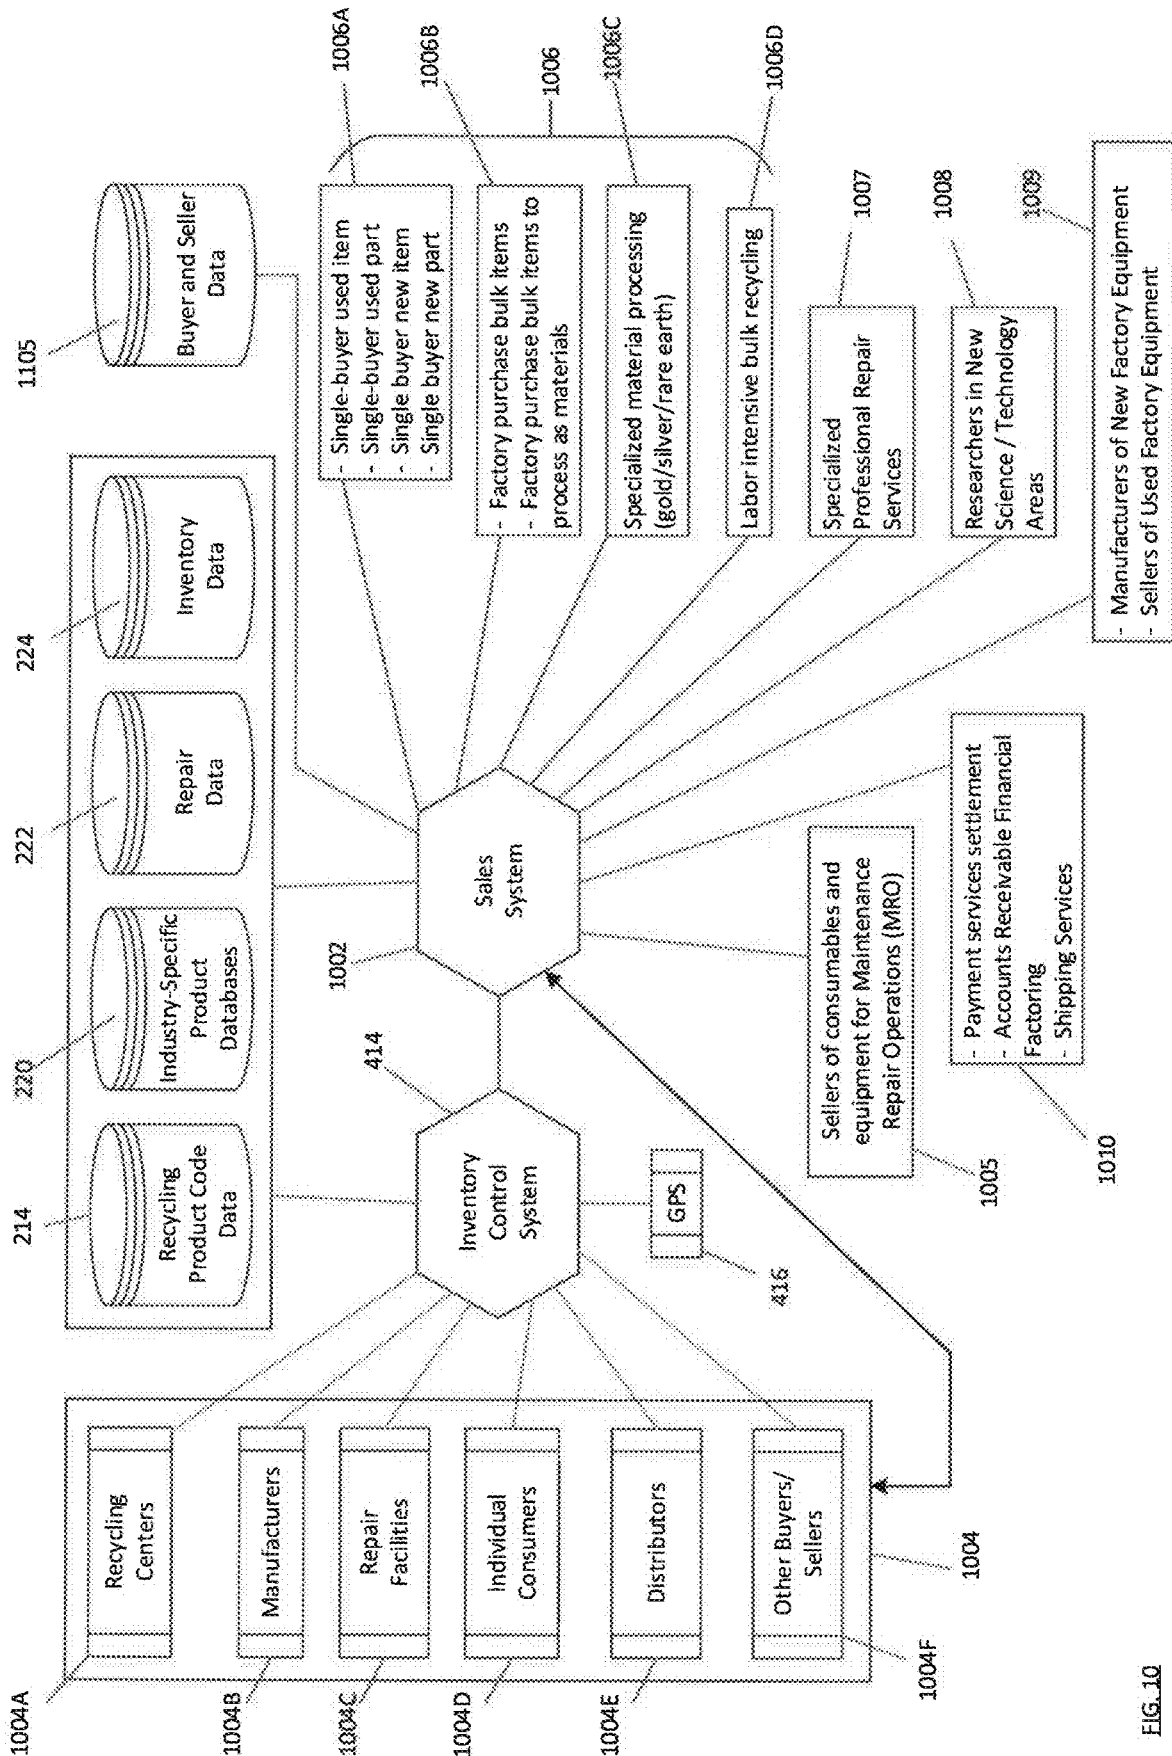 1004A
Recycling
Centers
1004B
Manufacturers
1004C
Repair
Facilities
1004D
Individual
Consumers
1004E
Distributors
1004F
Other Buyers/
Sellers
1004
214
Recycling
Product Code
Data
220
Industry-Specific
Product
Databases
222
Repair
Data
224
Inventory
Data
1105
Buyer and Seller
Data
414
Inventory
Control
System
416
GPS
1002
Sales
System
1006A
- Single-buyer used item
- Single-buyer used part
- Single buyer new item
- Single buyer new part
1006B
- Factory purchase bulk items
- Factory purchase bulk items to
process as materials
1006
1006C
Specialized material processing
(gold/silver/rare earth)
1006D
Labor intensive bulk recycling
1007
Specialized
Professional Repair
Services
1008
Researchers in New
Science / Technology
Areas
1009
- Manufacturers of New Factory Equipment
- Sellers of Used Factory Equipment
Sellers of consumables and
equipment for Maintenance
Repair Operations (MRO)
1005
- Payment services settlement
- Accounts Receivable Financial
Factoring
- Shipping Services
1010
FIG. 10